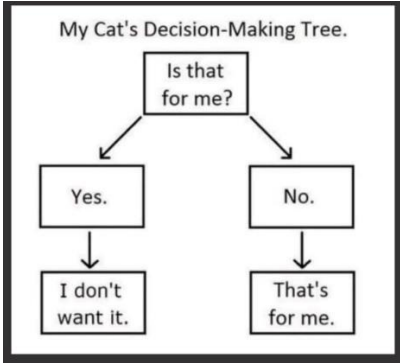 My Cat's Decision-Making Tree.
Is that
for me?
Yes.
No.
I don't
want it.
That's
for me.